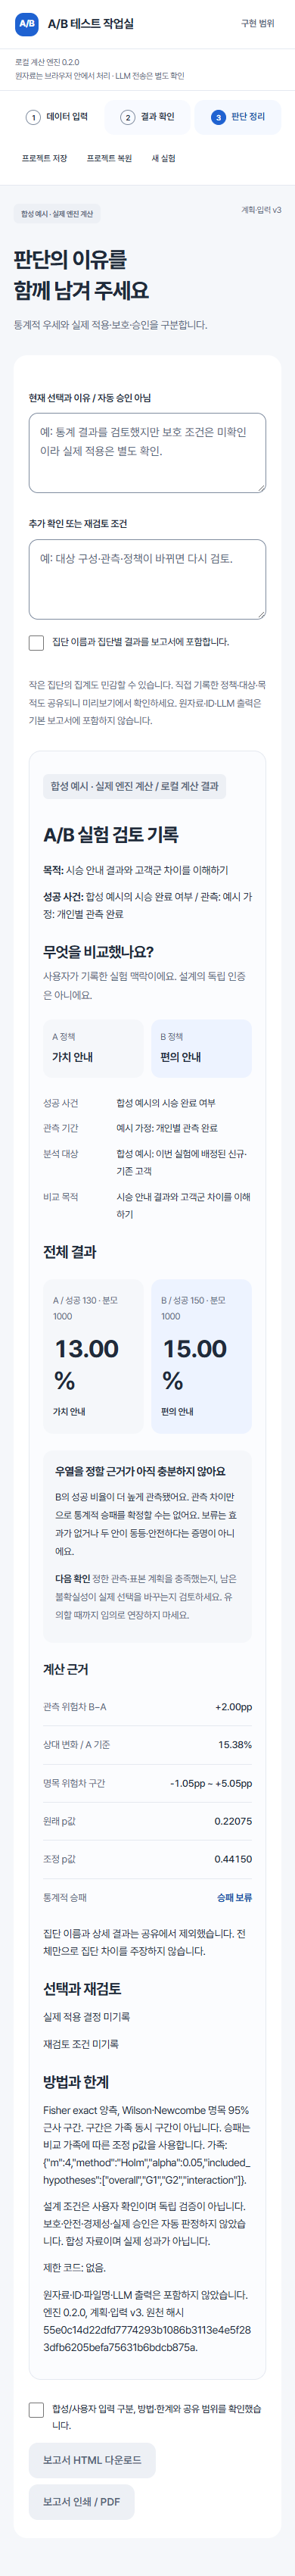 A/B
A/B 테스트 작업실
구현 범위
로컬 계산 엔진 0.2.0
원자료는 브라우저 안에서 처리 · LLM 전송은 별도 확인
1 데이터 입력
2 결과 확인
3 판단 정리
프로젝트 저장
프로젝트 복원
새 실험
합성 예시 · 실제 엔진 계산
계획·입력 v3
판단의 이유를
함께 남겨 주세요
통계적 우세와 실제 적용·보호·승인을 구분합니다.
현재 선택과 이유 / 자동 승인 아님
예: 통계 결과를 검토했지만 보호 조건은 미확인
이라 실제 적용은 별도 확인.
추가 확인 또는 재검토 조건
예: 대상 구성·관측·정책이 바뀌면 다시 검토.
집단 이름과 집단별 결과를 보고서에 포함합니다.
작은 집단의 집계도 민감할 수 있습니다. 직접 기록한 정책·대상·목
적도 공유되니 미리보기에서 확인하세요. 원자료·ID·LLM 출력은
기본 보고서에 포함하지 않습니다.
합성 예시 · 실제 엔진 계산 / 로컬 계산 결과
A/B 실험 검토 기록
목적: 시승 안내 결과와 고객군 차이를 이해하기
성공 사건: 합성 예시의 시승 완료 여부 / 관측: 예시 가
정: 개인별 관측 완료
무엇을 비교했나요?
사용자가 기록한 실험 맥락이에요. 설계의 독립 인증
은 아니에요.
A 정책
가치 안내
B 정책
편의 안내
성공 사건
합성 예시의 시승 완료 여부
관측 기간
예시 가정: 개인별 관측 완료
분석 대상
합성 예시: 이번 실험에 배정된 신규·
기존 고객
비교 목적
시승 안내 결과와 고객군 차이를 이해
하기
전체 결과
A / 성공 130 · 분모
1000
13.00
%
가치 안내
B / 성공 150 · 분모
1000
15.00
%
편의 안내
우열을 정할 근거가 아직 충분하지 않아요
B의 성공 비율이 더 높게 관측됐어요. 관측 차이만
으로 통계적 승패를 확정할 수는 없어요. 보류는 효
과가 없거나 두 안이 동등·안전하다는 증명이 아니
에요.
다음 확인 정한 관측·표본 계획을 충족했는지, 남은
불확실성이 실제 선택을 바꾸는지 검토하세요. 유
의할 때까지 임의로 연장하지 마세요.
계산 근거
관측 위험차 B−A
+2.00pp
상대 변화 / A 기준
15.38%
명목 위험차 구간
-1.05pp ~ +5.05pp
원래 p값
0.22075
조정 p값
0.44150
통계적 승패
승패 보류
집단 이름과 상세 결과는 공유에서 제외했습니다. 전
체만으로 집단 차이를 주장하지 않습니다.
선택과 재검토
실제 적용 결정 미기록
재검토 조건 미기록
방법과 한계
Fisher exact 양측, Wilson·Newcombe 명목 95%
근사 구간. 구간은 가족 동시 구간이 아닙니다. 승패는
비교 가족에 따른 조정 p값을 사용합니다. 가족:
{"m":4,"method":"Holm","alpha":0.05,"included_
hypotheses":["overall","G1","G2","interaction"]}.
설계 조건은 사용자 확인이며 독립 검증이 아닙니다.
보호·안전·경제성·실제 승인은 자동 판정하지 않았습
니다. 합성 자료이며 실제 성과가 아닙니다.
제한 코드: 없음.
원자료·ID·파일명·LLM 출력은 포함하지 않았습니다.
엔진 0.2.0, 계획·입력 v3. 원천 해시
55e0c14d22dfd7774293b1086b3113e4e5f28
3dfb6205befa75631b6bdcb875a.
합성/사용자 입력 구분, 방법·한계와 공유 범위를 확인했습
니다.
보고서 HTML 다운로드
보고서 인쇄 / PDF